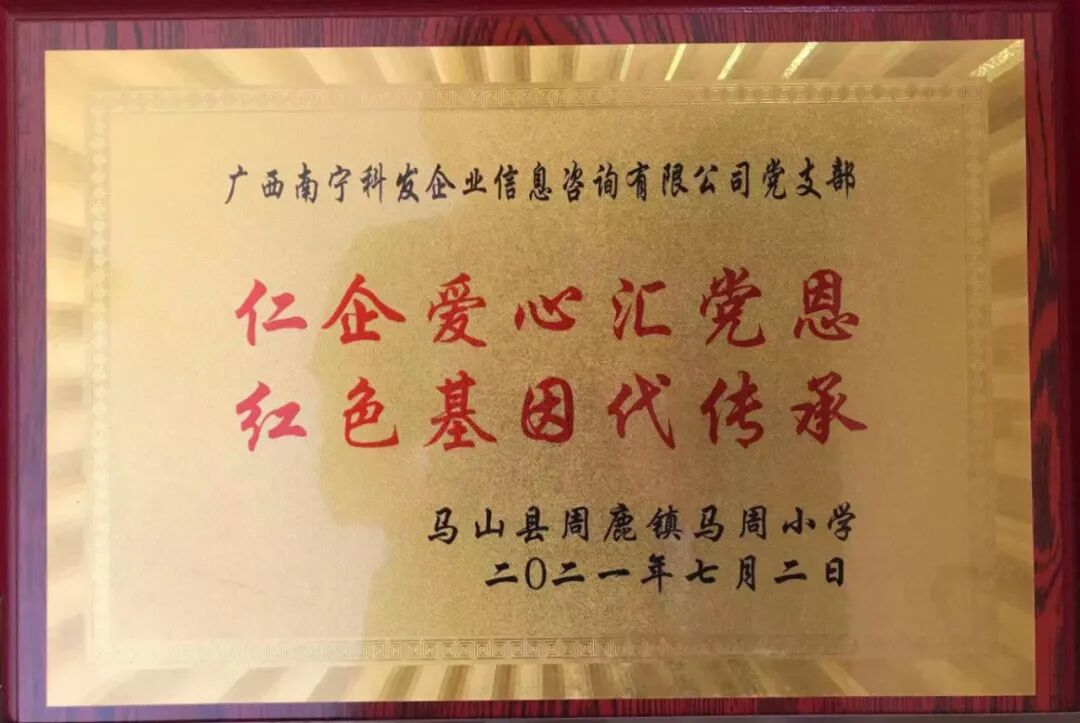 广西南宁科发企业信息咨询有限公司党支部
仁企爱心汇党恩
红色基因代传承
马山县周鹿镇马周小学
二〇二一年七月二日